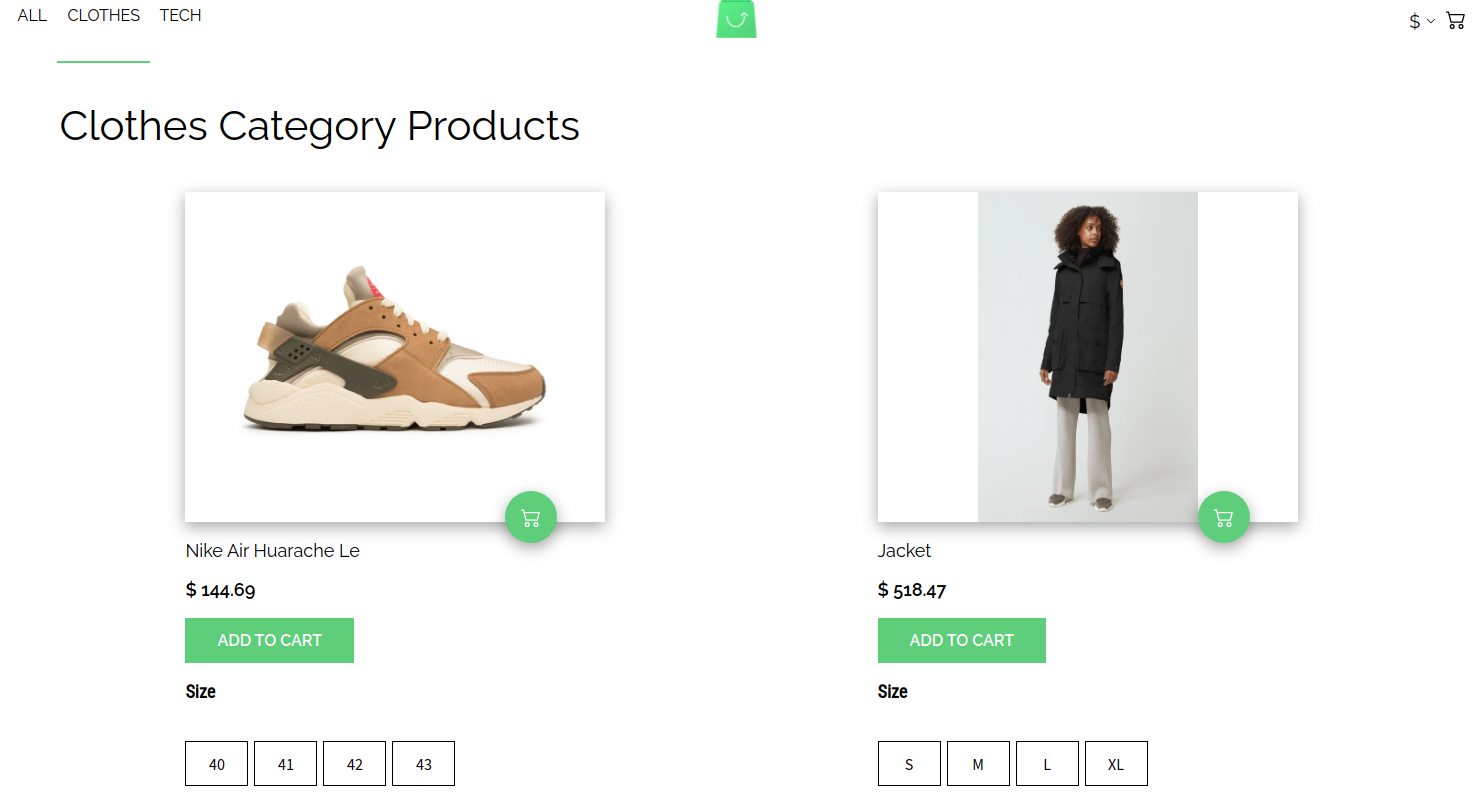 ALL CLOTHES TECH $
Clothes Category Products
Nike Air Huarache Le
$ 144.69
ADD TO CART
Size
40 41 42 43
Jacket
$ 518.47
ADD TO CART
Size
S M L XL